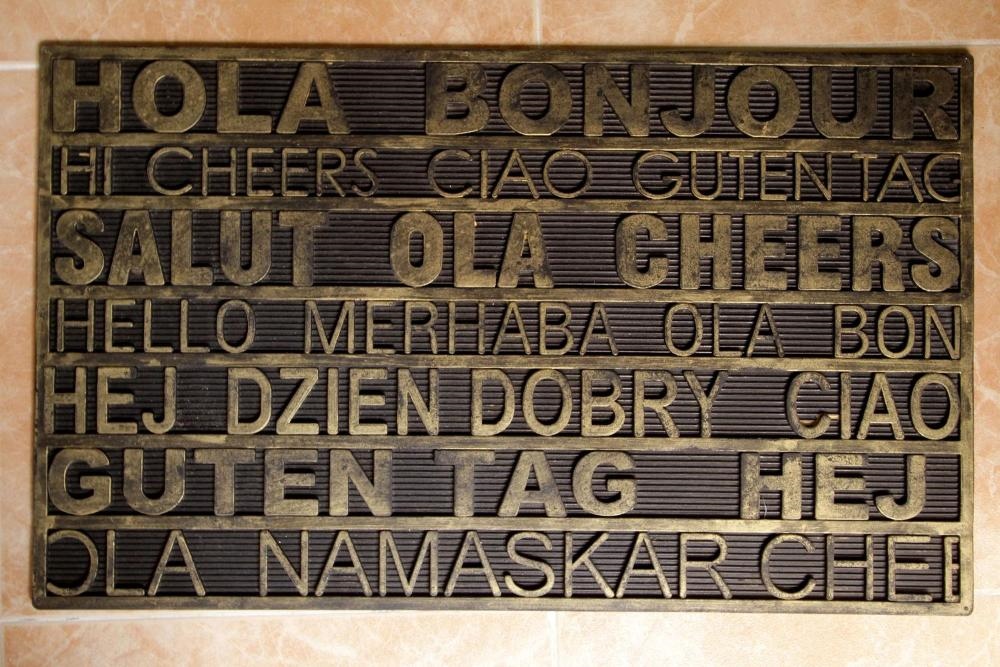 HOLA BONJOUR
HI CHEERS CIAO GUTEN TAG
SALUT OLA CHEERS
HELLO MERHABA OLA BON
HEJ DZIEN DOBRY CIAO
GUTEN TAG HEJ
OLA NAMASKAR CHEE